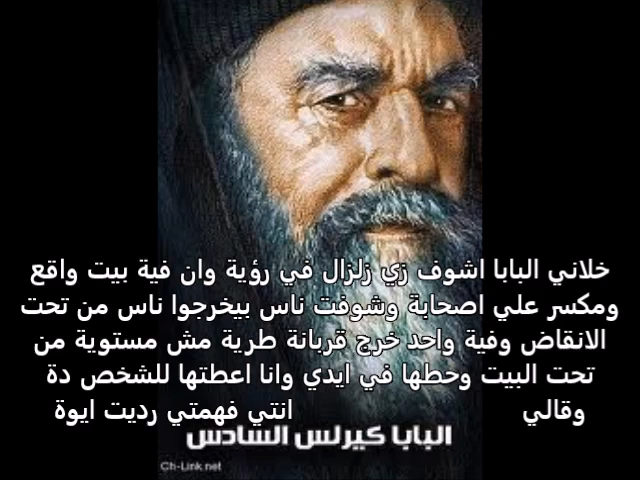 خلاني البابا اشوف زي زلزال في رؤية وان فية بيت واقع
ومكسر علي اصحابة وشوفت ناس بيخرجوا ناس من تحت
الانقاض وفية واحد خرج قربانة طرية مش مستوية من
تحت البيت وحطها في ايدي وانا اعطتها للشخص دة
وقالي انتي فهمتي رديت ايوة
البابا كيرلس السادس
Ch-Link.net